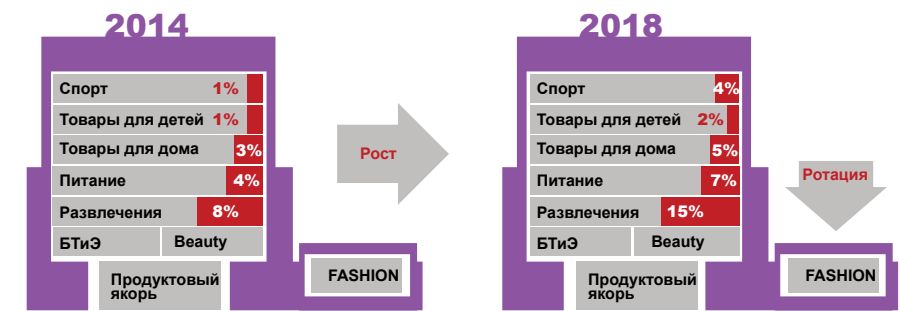 2014
Спорт 1%
Товары для детей 1%
Товары для дома 3%
Питание 4%
Развлечения 8%
БТиЭ Beauty
Продуктовый
якорь
FASHION
Рост
2018
Спорт 4%
Товары для детей 2%
Товары для дома 5%
Питание 7%
Развлечения 15%
БТиЭ Beauty
Продуктовый
якорь
Ротация
FASHION